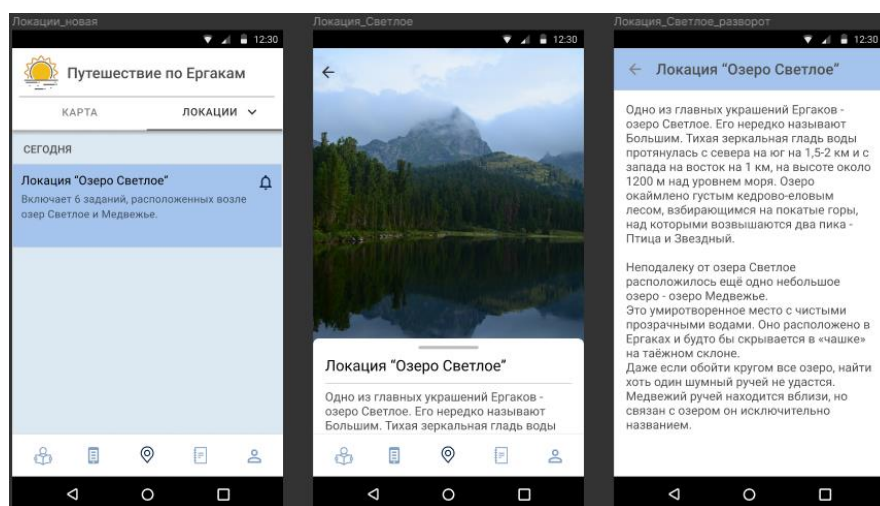 Локации_новая
12:30
Путешествие по Ергакам
КАРТА
ЛОКАЦИИ
СЕГОДНЯ
Локация “Озеро Светлое”
Включает 6 заданий, расположенных возле
озер Светлое и Медвежье.
Локация_Светлое
12:30
Локация “Озеро Светлое”
Одно из главных украшений Ергаков -
озеро Светлое. Его нередко называют
Большим. Тихая зеркальная гладь воды
Локация_Светлое_разворот
12:30
Локация “Озеро Светлое”
Одно из главных украшений Ергаков -
озеро Светлое. Его нередко называют
Большим. Тихая зеркальная гладь воды
протянулась с севера на юг на 1,5-2 км и с
запада на восток на 1 км, на высоте около
1200 м над уровнем моря. Озеро
окаймлено густым кедрово-еловым
лесом, взбирающимся на покатые горы,
над которыми возвышаются два пика -
Птица и Звездный.
Неподалеку от озера Светлое
расположилось ещё одно небольшое
озеро - озеро Медвежье.
Это умиротворенное место с чистыми
прозрачными водами. Оно расположено в
Ергаках и будто бы скрывается в «чашке»
на таёжном склоне.
Даже если обойти кругом все озеро, найти
хоть один шумный ручей не удастся.
Медвежий ручей находится вблизи, но
связан с озером он исключительно
названием.